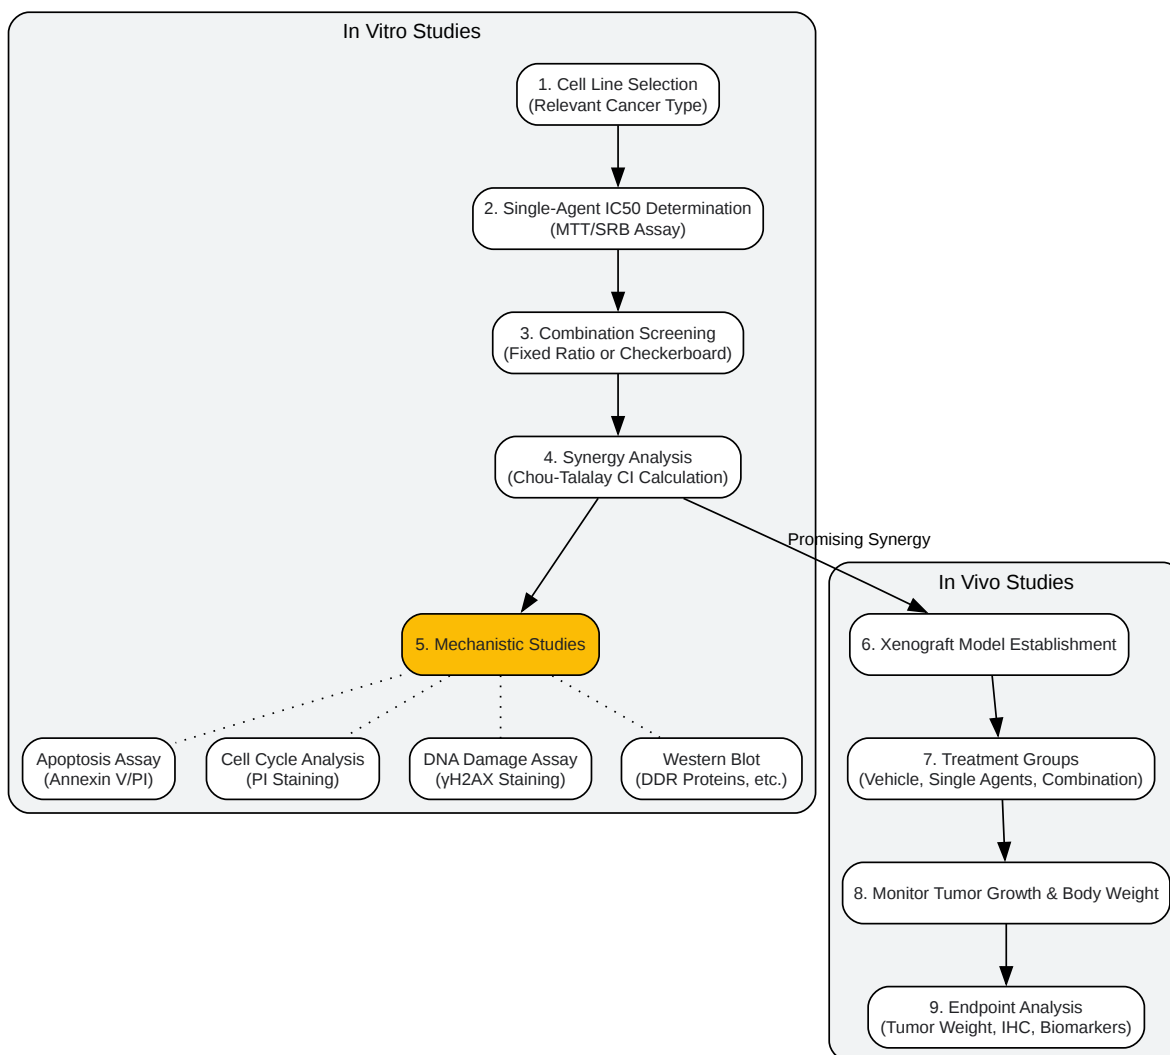 In Vitro Studies
1. Cell Line Selection
(Relevant Cancer Type)
2. Single-Agent IC50 Determination
(MTT/SRB Assay)
3. Combination Screening
(Fixed Ratio or Checkerboard)
4. Synergy Analysis
(Chou-Talalay CI Calculation)
Promising Synergy
In Vivo Studies
5. Mechanistic Studies
6. Xenograft Model Establishment
Apoptosis Assay
(Annexin V/PI)
Cell Cycle Analysis
(PI Staining)
DNA Damage Assay
(γH2AX Staining)
Western Blot
(DDR Proteins, etc.)
7. Treatment Groups
(Vehicle, Single Agents, Combination)
8. Monitor Tumor Growth & Body Weight
9. Endpoint Analysis
(Tumor Weight, IHC, Biomarkers)